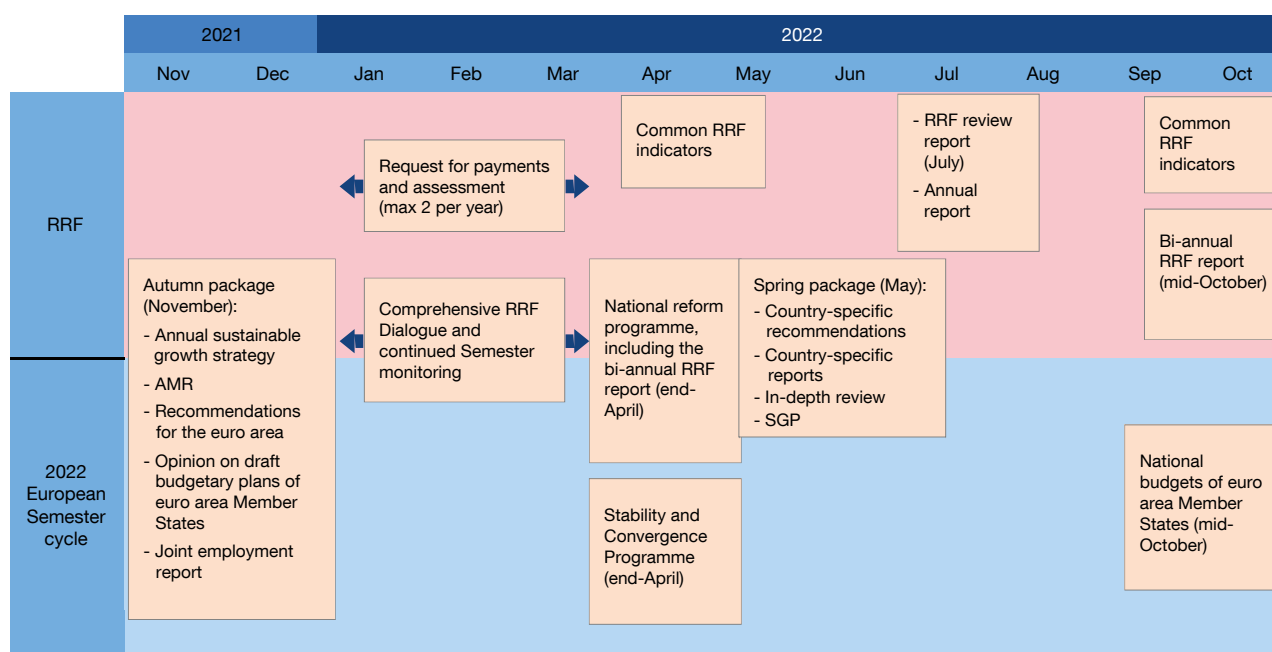 2021
2022
Nov
Dec
Jan
Feb
Mar
Apr
May
Jun
Jul
Aug
Sep
Oct
RRF
Request for payments
and assessment
(max 2 per year)
Common RRF
indicators
- RRF review
report
(July)
- Annual
report
Common
RRF
indicators
Bi-annual
RRF report
(mid-October)
Autumn package
(November):
- Annual sustainable
growth strategy
- AMR
- Recommendations
for the euro area
- Opinion on draft
budgetary plans of
euro area Member
States
- Joint employment
report
Comprehensive RRF
Dialogue and
continued Semester
monitoring
National reform
programme,
including the
bi-annual RRF
report (end-
April)
Spring package (May):
- Country-specific
recommendations
- Country-specific
reports
- In-depth review
- SGP
2022
European
Semester
cycle
Stability and
Convergence
Programme
(end-April)
National
budgets of euro
area Member
States (mid-
October)